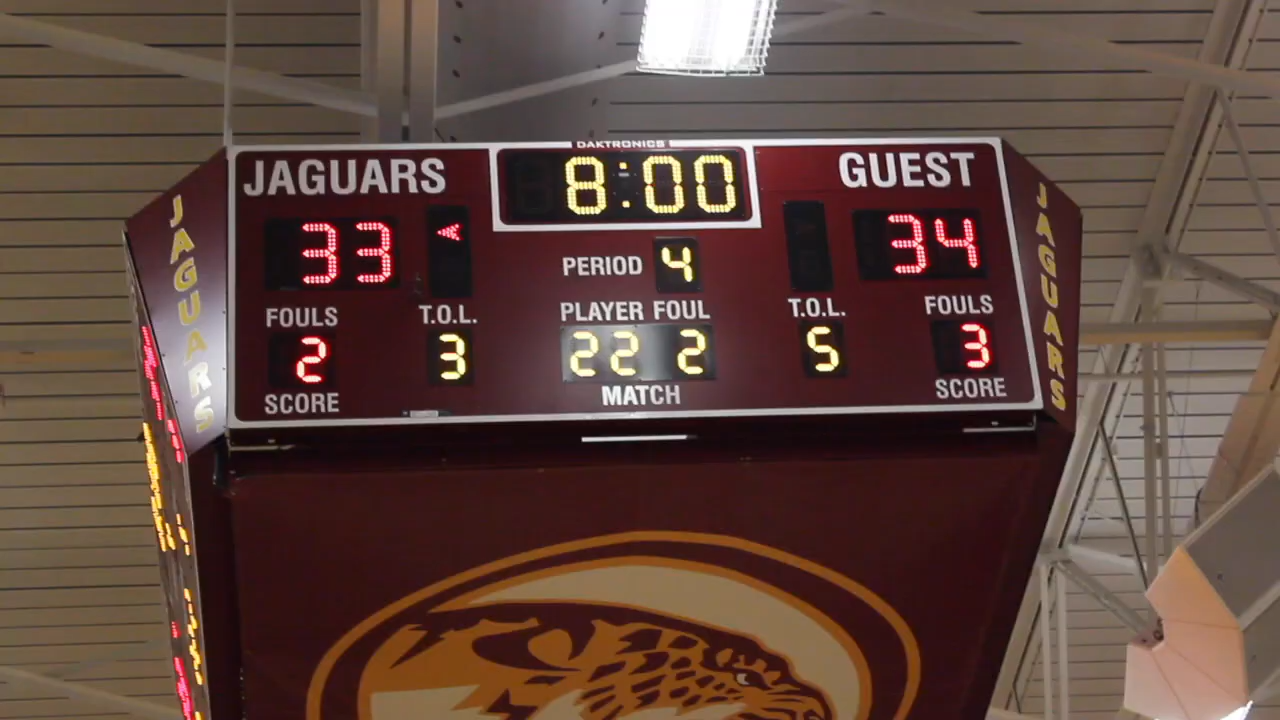 DAKTRONICS
JAGUARS 8:00 GUEST
33 34
PERIOD 4
FOULS T.O.L. PLAYER FOUL T.O.L. FOULS
2 3 22 2 5 3
SCORE MATCH SCORE
JAGUARS
JAGUARS